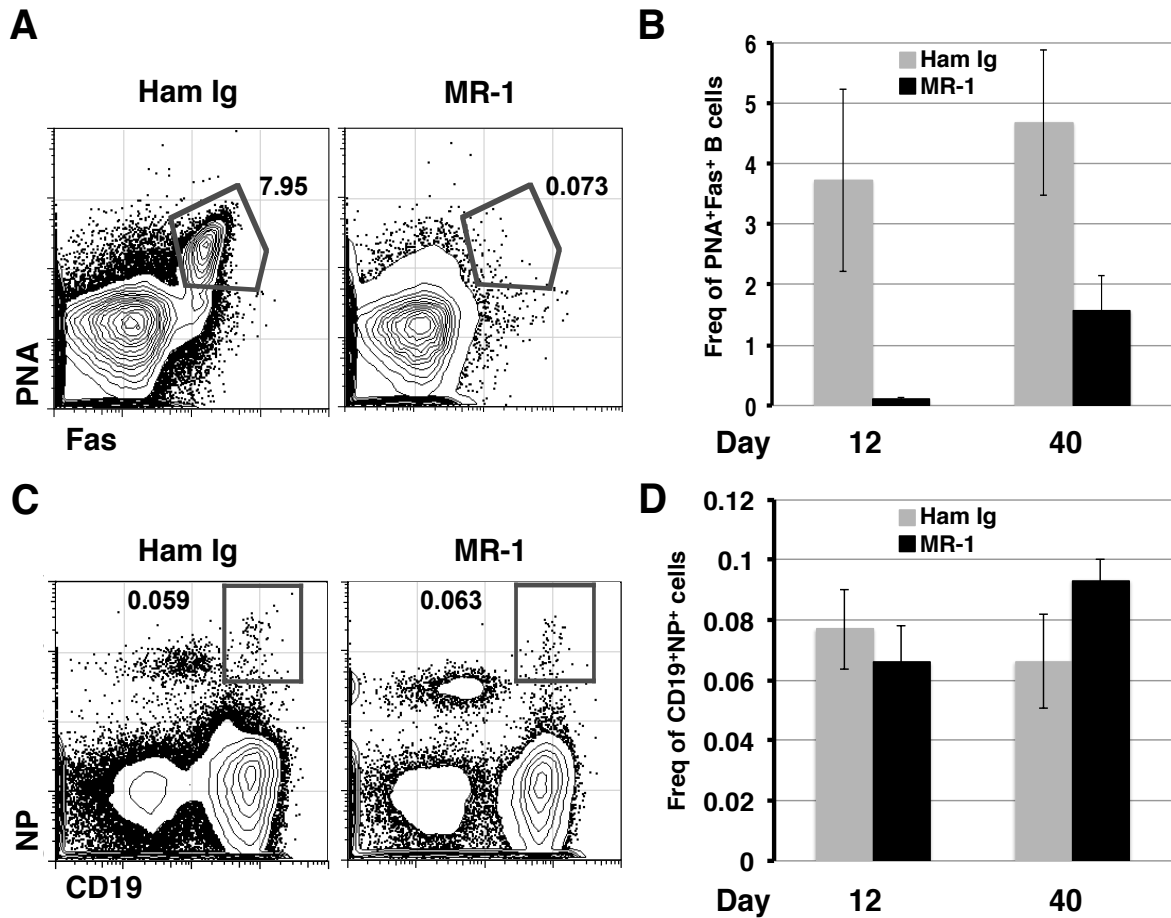 A
Ham Ig
MR-1
7.95
0.073
PNA
Fas
B
Freq of PNA+Fas+ B cells
6
5
4
3
2
1
0
Ham Ig
MR-1
Day 12 40
C
Ham Ig
MR-1
0.059
0.063
NP
CD19
D
Freq of CD19+NP+ cells
0.12
0.1
0.08
0.06
0.04
0.02
0
Ham Ig
MR-1
Day 12 40